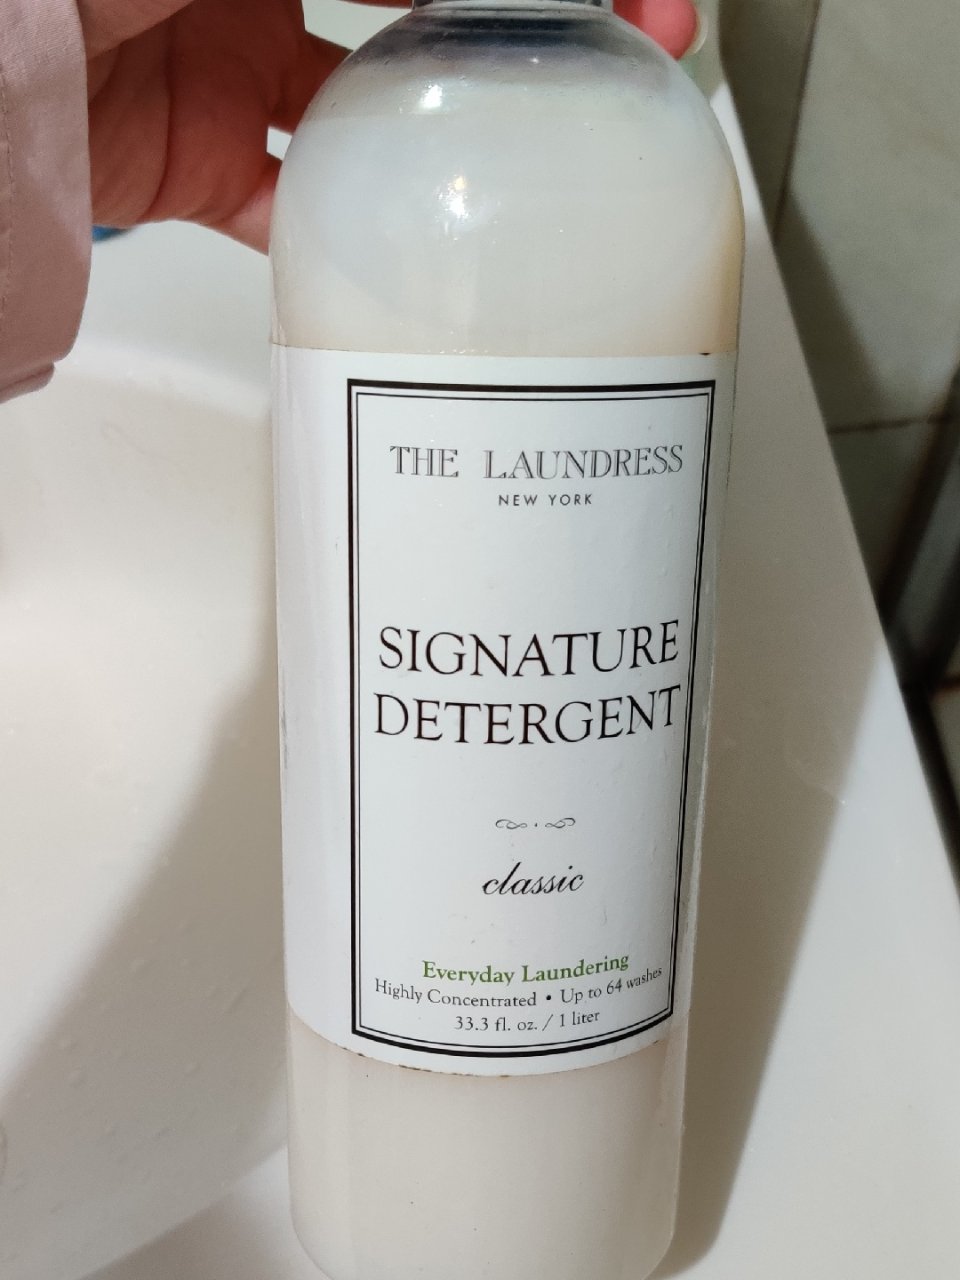 THE LAUNDRESS
NEW YORK
SIGNATURE
DETERGENT
classic
Everyday Laundering
Highly Concentrated • Up to 64 washes
33.3 fl. oz. / 1 liter